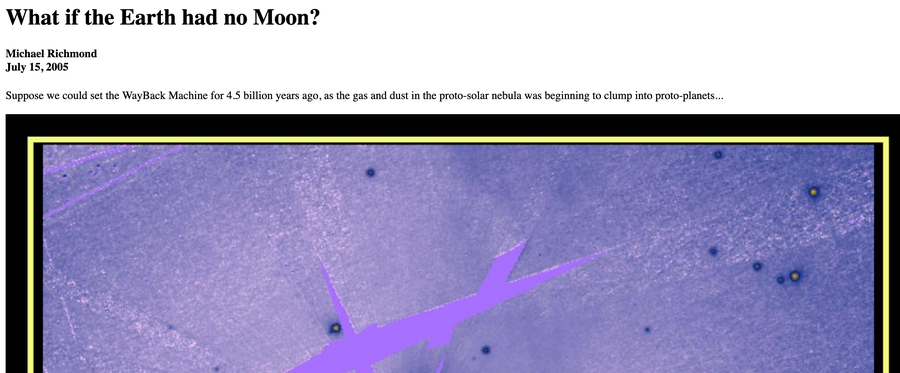 What if the Earth had no Moon?
Michael Richmond
July 15, 2005
Suppose we could set the WayBack Machine for 4.5 billion years ago, as the gas and dust in the proto-solar nebula was beginning to clump into proto-planets...